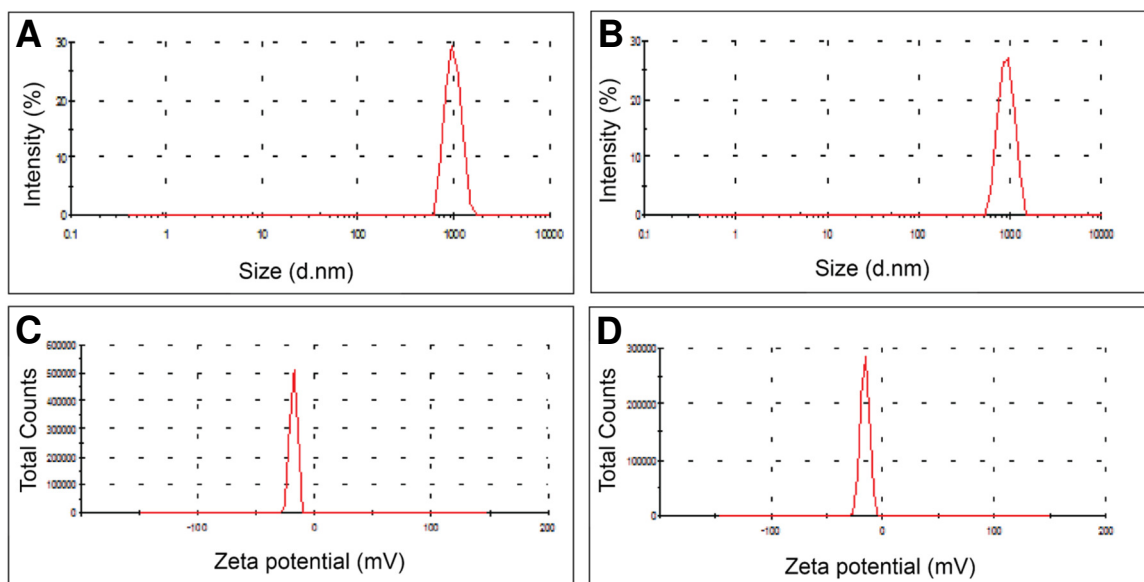 A
30
20
10
0
Intensity (%)
0.1 1 10 100 1000 10000
Size (d.nm)
B
30
20
10
0
Intensity (%)
0.1 1 10 100 1000 10000
Size (d.nm)
C
600000
500000
400000
300000
200000
100000
0
Total Counts
-100 0 100 200
Zeta potential (mV)
D
300000
200000
100000
0
Total Counts
-100 0 100 200
Zeta potential (mV)